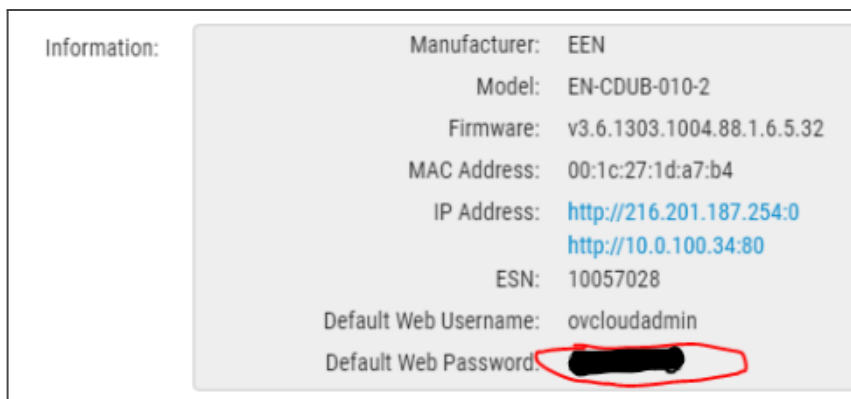 Information:
Manufacturer: EEN
Model: EN-CDUB-010-2
Firmware: v3.6.1303.1004.88.1.6.5.32
MAC Address: 00:1c:27:1d:a7:b4
IP Address: http://216.201.187.254:0
http://10.0.100.34:80
ESN: 10057028
Default Web Username: ovcloudadmin
Default Web Password: